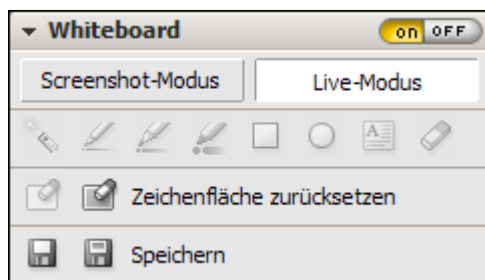 Whiteboard on OFF
Screenshot-Modus Live-Modus
A
Zeichenfläche zurücksetzen
Speichern